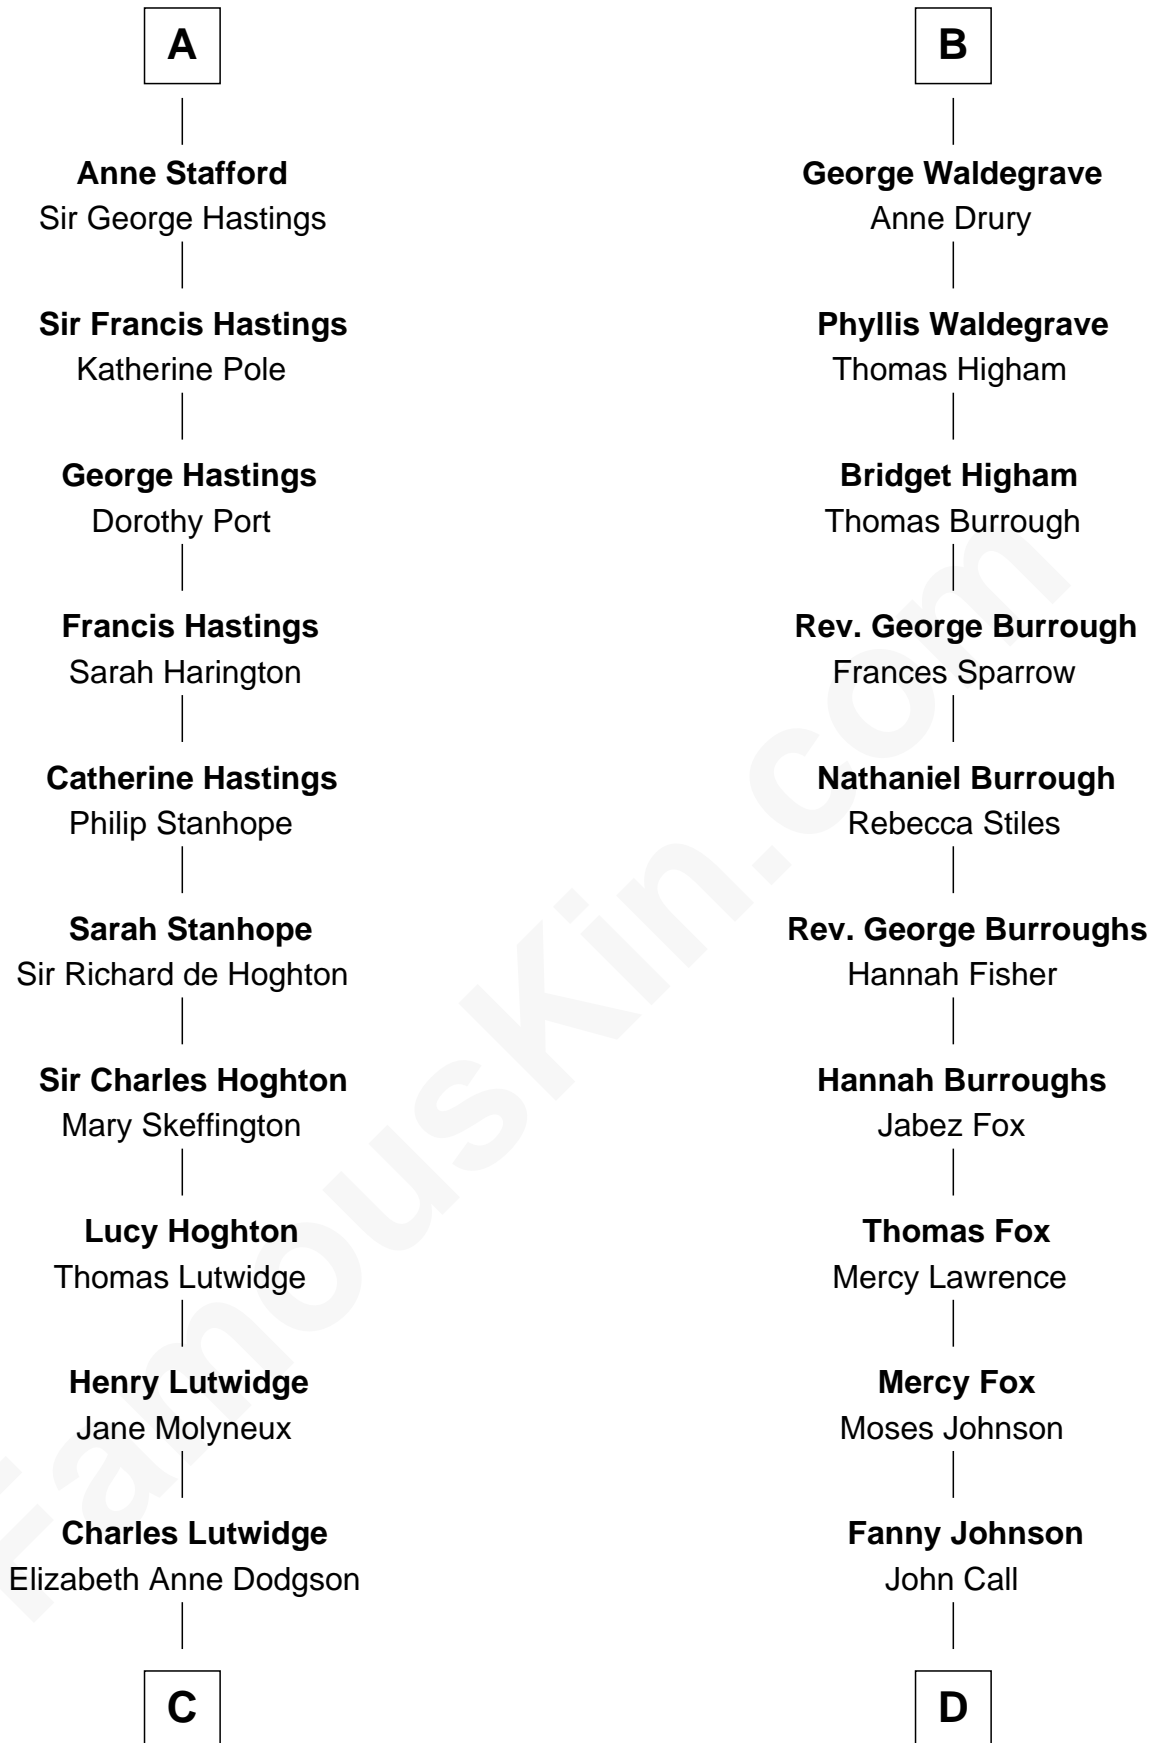 A
Anne Stafford
Sir George Hastings
Sir Francis Hastings
Katherine Pole
George Hastings
Dorothy Port
Francis Hastings
Sarah Harington
Catherine Hastings
Philip Stanhope
Sarah Stanhope
Sir Richard de Hoghton
Sir Charles Hoghton
Mary Skeffington
Lucy Hoghton
Thomas Lutwidge
Henry Lutwidge
Jane Molyneux
Charles Lutwidge
Elizabeth Anne Dodgson
C
B
George Waldegrave
Anne Drury
Phyllis Waldegrave
Thomas Higham
Bridget Higham
Thomas Burrough
Rev. George Burrough
Frances Sparrow
Nathaniel Burrough
Rebecca Stiles
Rev. George Burroughs
Hannah Fisher
Hannah Burroughs
Jabez Fox
Thomas Fox
Mercy Lawrence
Mercy Fox
Moses Johnson
Fanny Johnson
John Call
D
FamousKin.com